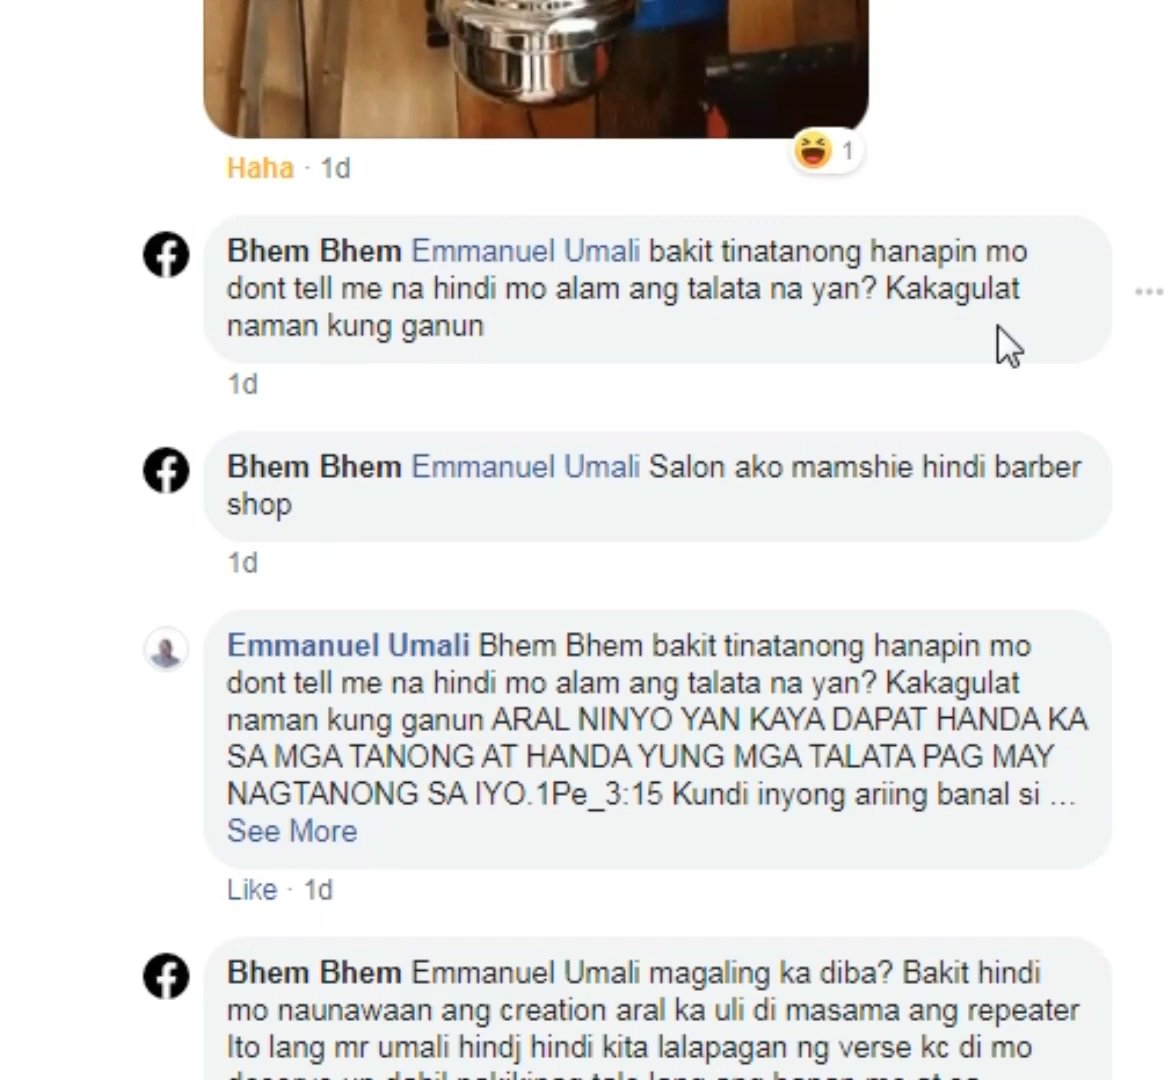 Haha · 1d
1
Bhem Bhem Emmanuel Umali bakit tinatanong hanapin mo
dont tell me na hindi mo alam ang talata na yan? Kakagulat
naman kung ganun
1d
Bhem Bhem Emmanuel Umali Salon ako mamshie hindi barber
shop
1d
Emmanuel Umali Bhem Bhem bakit tinatanong hanapin mo
dont tell me na hindi mo alam ang talata na yan? Kakagulat
naman kung ganun ARAL NINYO YAN KAYA DAPAT HANDA KA
SA MGA TANONG AT HANDA YUNG MGA TALATA PAG MAY
NAGTANONG SA IYO.1Pe_3:15 Kundi inyong ariing banal si ...
See More
Like · 1d
Bhem Bhem Emmanuel Umali magaling ka diba? Bakit hindi
mo naunawaan ang creation aral ka uli di masama ang repeater
Ito lang mr umali hindj hindi kita lalapagan ng verse kc di mo